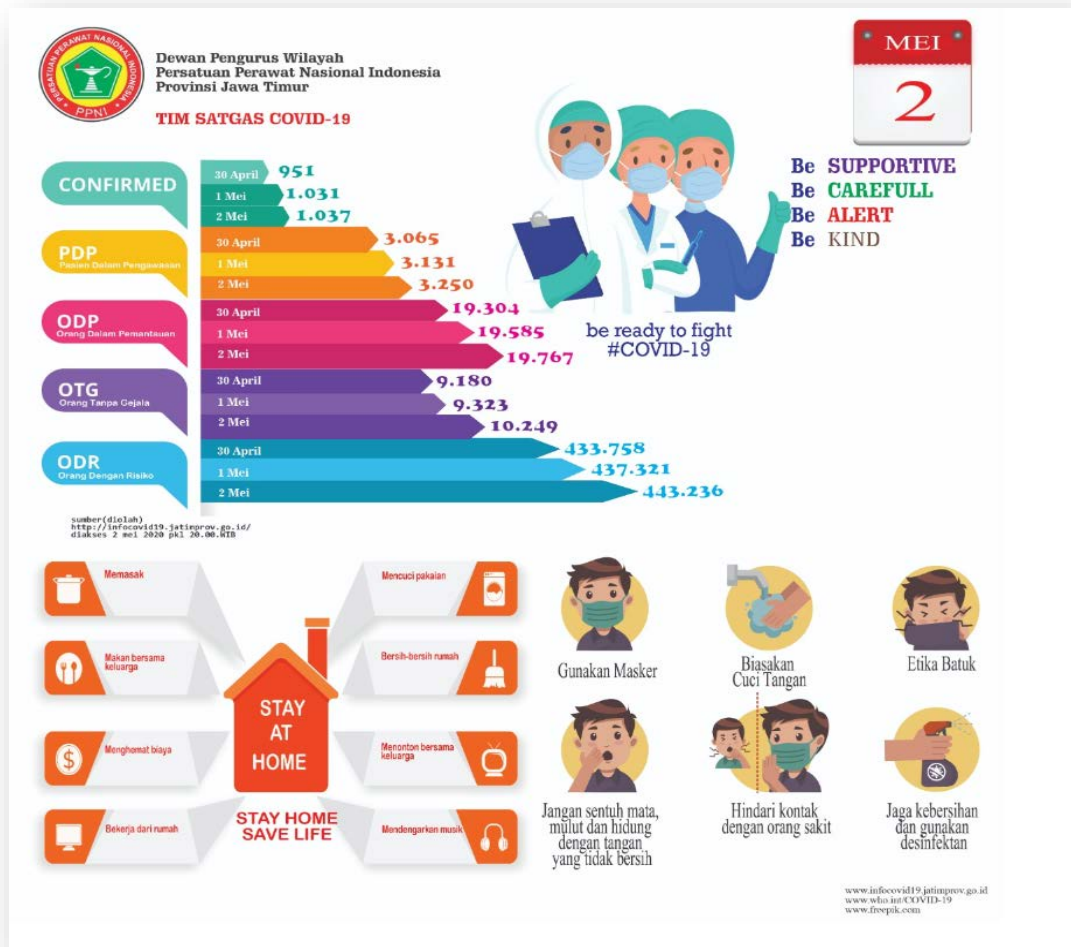 PERSATUAN PERAWAT NASIONAL INDONESIA
PPNI
Dewan Pengurus Wilayah
Persatuan Perawat Nasional Indonesia
Provinsi Jawa Timur
TIM SATGAS COVID-19
MEI
2
Be SUPPORTIVE
Be CAREFULL
Be ALERT
Be KIND
be ready to fight
#COVID-19
CONFIRMED
30 April 951
1 Mei 1.031
2 Mei 1.037
PDP
Pasien Dalam Pengawasan
30 April 3.065
1 Mei 3.131
2 Mei 3.250
ODP
Orang Dalam Pemantauan
30 April 19.304
1 Mei 19.585
2 Mei 19.767
OTG
Orang Tanpa Gejala
30 April 9.180
1 Mei 9.323
2 Mei 10.249
ODR
Orang Dengan Risiko
30 April 433.758
1 Mei 437.321
2 Mei 443.236
sumber(diolah)
http://infocovid19.jatimprov.go.id/
diakses 2 mei 2020 pkl 20.00.WIB
Memasak
Makan bersama
keluarga
Menghemat biaya
Bekerja dari rumah
STAY
AT
HOME
STAY HOME
SAVE LIFE
Mencuci pakaian
Bersih-bersih rumah
Menonton bersama
keluarga
Mendengarkan musik
Gunakan Masker
Biasakan
Cuci Tangan
Etika Batuk
Jangan sentuh mata,
mulut dan hidung
dengan tangan
yang tidak bersih
Hindari kontak
dengan orang sakit
Jaga kebersihan
dan gunakan
desinfektan
www.infocovid19.jatimprov.go.id
www.who.int/COVID-19
www.freepik.com